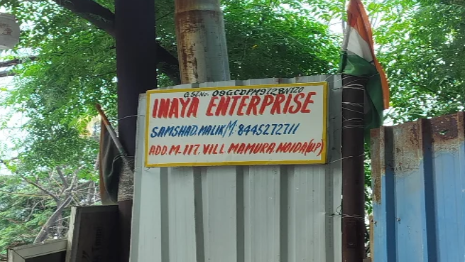 INAYA ENTERPRISE
SAMSHAD MALIK M. 8445272711
ADD. M-117. VILL MAMURA NOIDA (UP)